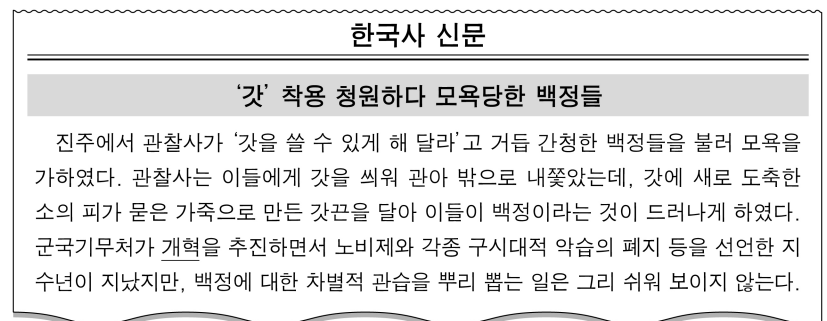 한국사 신문
‘갓’ 착용 청원하다 모욕당한 백정들
진주에서 관찰사가 ‘갓을 쓸 수 있게 해 달라’고 거듭 간청한 백정들을 불러 모욕을
가하였다. 관찰사는 이들에게 갓을 씌워 관아 밖으로 내쫓았는데, 갓에 새로 도축한
소의 피가 묻은 가죽으로 만든 갓끈을 달아 이들이 백정이라는 것이 드러나게 하였다.
군국기무처가 개혁을 추진하면서 노비제와 각종 구시대적 악습의 폐지 등을 선언한 지
수년이 지났지만, 백정에 대한 차별적 관습을 뿌리 뽑는 일은 그리 쉬워 보이지 않는다.